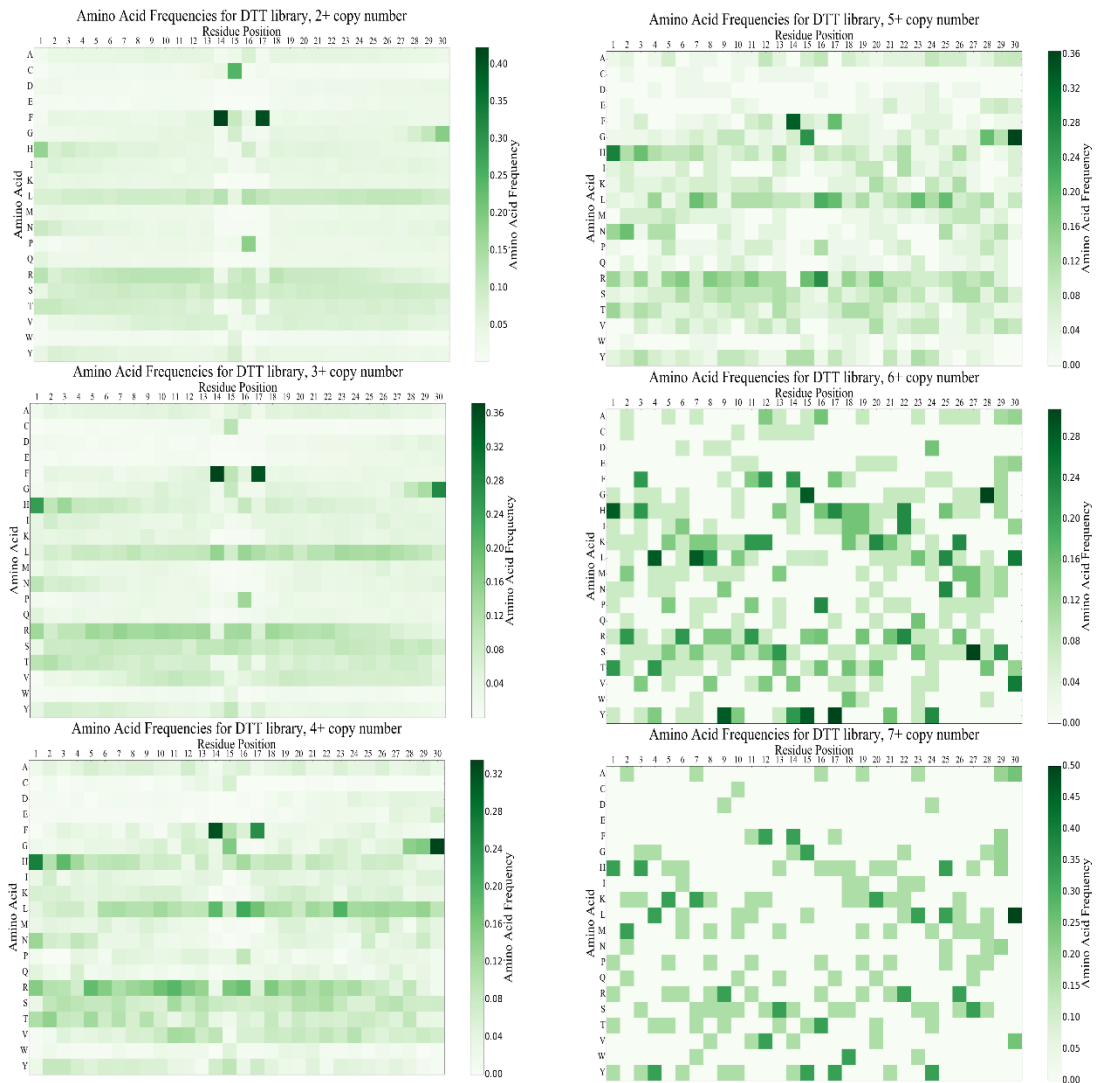 Amino Acid Frequencies for DTT library, 2+ copy number
Residue Position
1 2 3 4 5 6 7 8 9 10 11 12 13 14 15 16 17 18 19 20 21 22 23 24 25 26 27 28 29 30
Amino Acid
A
C
D
E
F
G
H
I
K
L
M
N
P
Q
R
S
T
V
W
Y
0.40
0.35
0.30
0.25
0.20
0.15
0.10
0.05
Amino Acid Frequency
Amino Acid Frequencies for DTT library, 3+ copy number
Residue Position
1 2 3 4 5 6 7 8 9 10 11 12 13 14 15 16 17 18 19 20 21 22 23 24 25 26 27 28 29 30
Amino Acid
A
C
D
E
F
G
H
I
K
L
M
N
P
Q
R
S
T
V
W
Y
0.36
0.32
0.28
0.24
0.20
0.16
0.12
0.08
0.04
Amino Acid Frequency
Amino Acid Frequencies for DTT library, 4+ copy number
Residue Position
1 2 3 4 5 6 7 8 9 10 11 12 13 14 15 16 17 18 19 20 21 22 23 24 25 26 27 28 29 30
Amino Acid
A
C
D
E
F
G
H
I
K
L
M
N
P
Q
R
S
T
V
W
Y
0.32
0.28
0.24
0.20
0.16
0.12
0.08
0.04
0.00
Amino Acid Frequency
Amino Acid Frequencies for DTT library, 5+ copy number
Residue Position
1 2 3 4 5 6 7 8 9 10 11 12 13 14 15 16 17 18 19 20 21 22 23 24 25 26 27 28 29 30
Amino Acid
A
C
D
E
F
G
H
I
K
L
M
N
P
Q
R
S
T
V
W
Y
0.36
0.32
0.28
0.24
0.20
0.16
0.12
0.08
0.04
0.00
Amino Acid Frequency
Amino Acid Frequencies for DTT library, 6+ copy number
Residue Position
1 2 3 4 5 6 7 8 9 10 11 12 13 14 15 16 17 18 19 20 21 22 23 24 25 26 27 28 29 30
Amino Acid
A
C
D
E
F
G
H
I
K
L
M
N
P
Q
R
S
T
V
W
Y
0.28
0.24
0.20
0.16
0.12
0.08
0.04
0.00
Amino Acid Frequency
Amino Acid Frequencies for DTT library, 7+ copy number
Residue Position
1 2 3 4 5 6 7 8 9 10 11 12 13 14 15 16 17 18 19 20 21 22 23 24 25 26 27 28 29 30
Amino Acid
A
C
D
E
F
G
H
I
K
L
M
N
P
Q
R
S
T
V
W
Y
0.50
0.45
0.40
0.35
0.30
0.25
0.20
0.15
0.10
0.05
0.00
Amino Acid Frequency